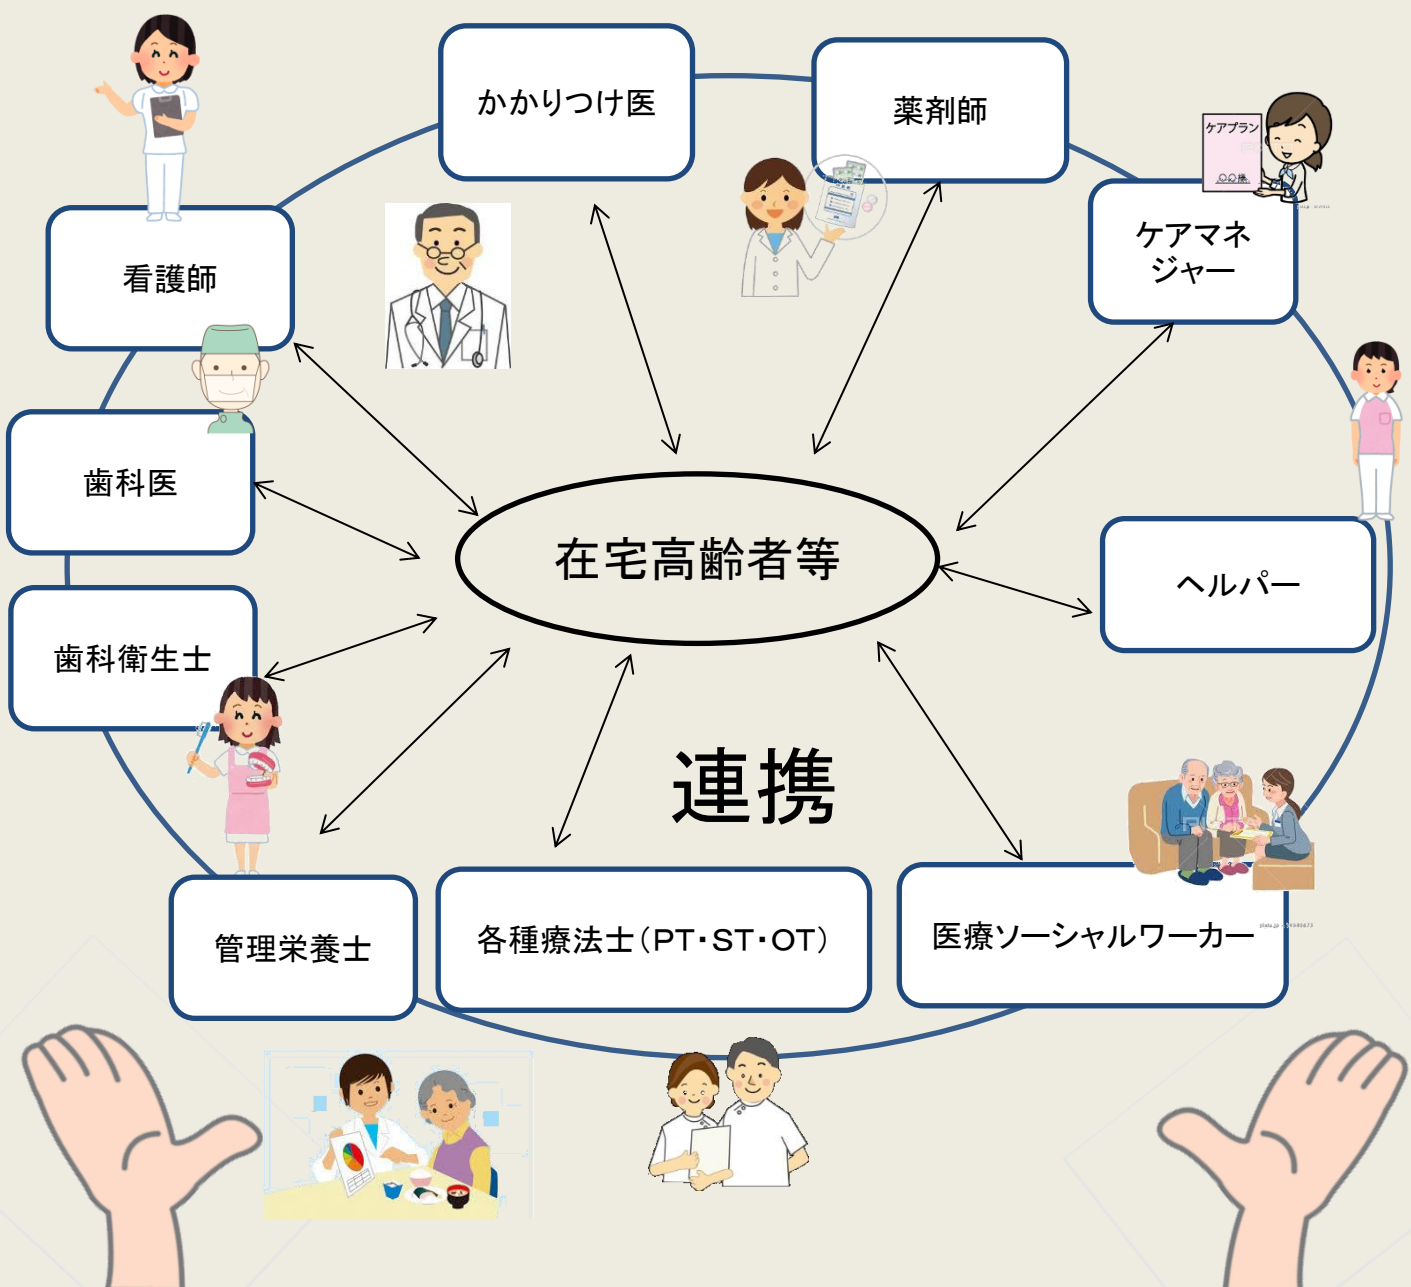 かかりつけ医
薬剤師
ケアプラン
○○様
ケアマネ
ジャー
看護師
歯科医
在宅高齢者等
ヘルパー
歯科衛生士
連携
管理栄養士
各種療法士(PT・ST・OT)
医療ソーシャルワーカー